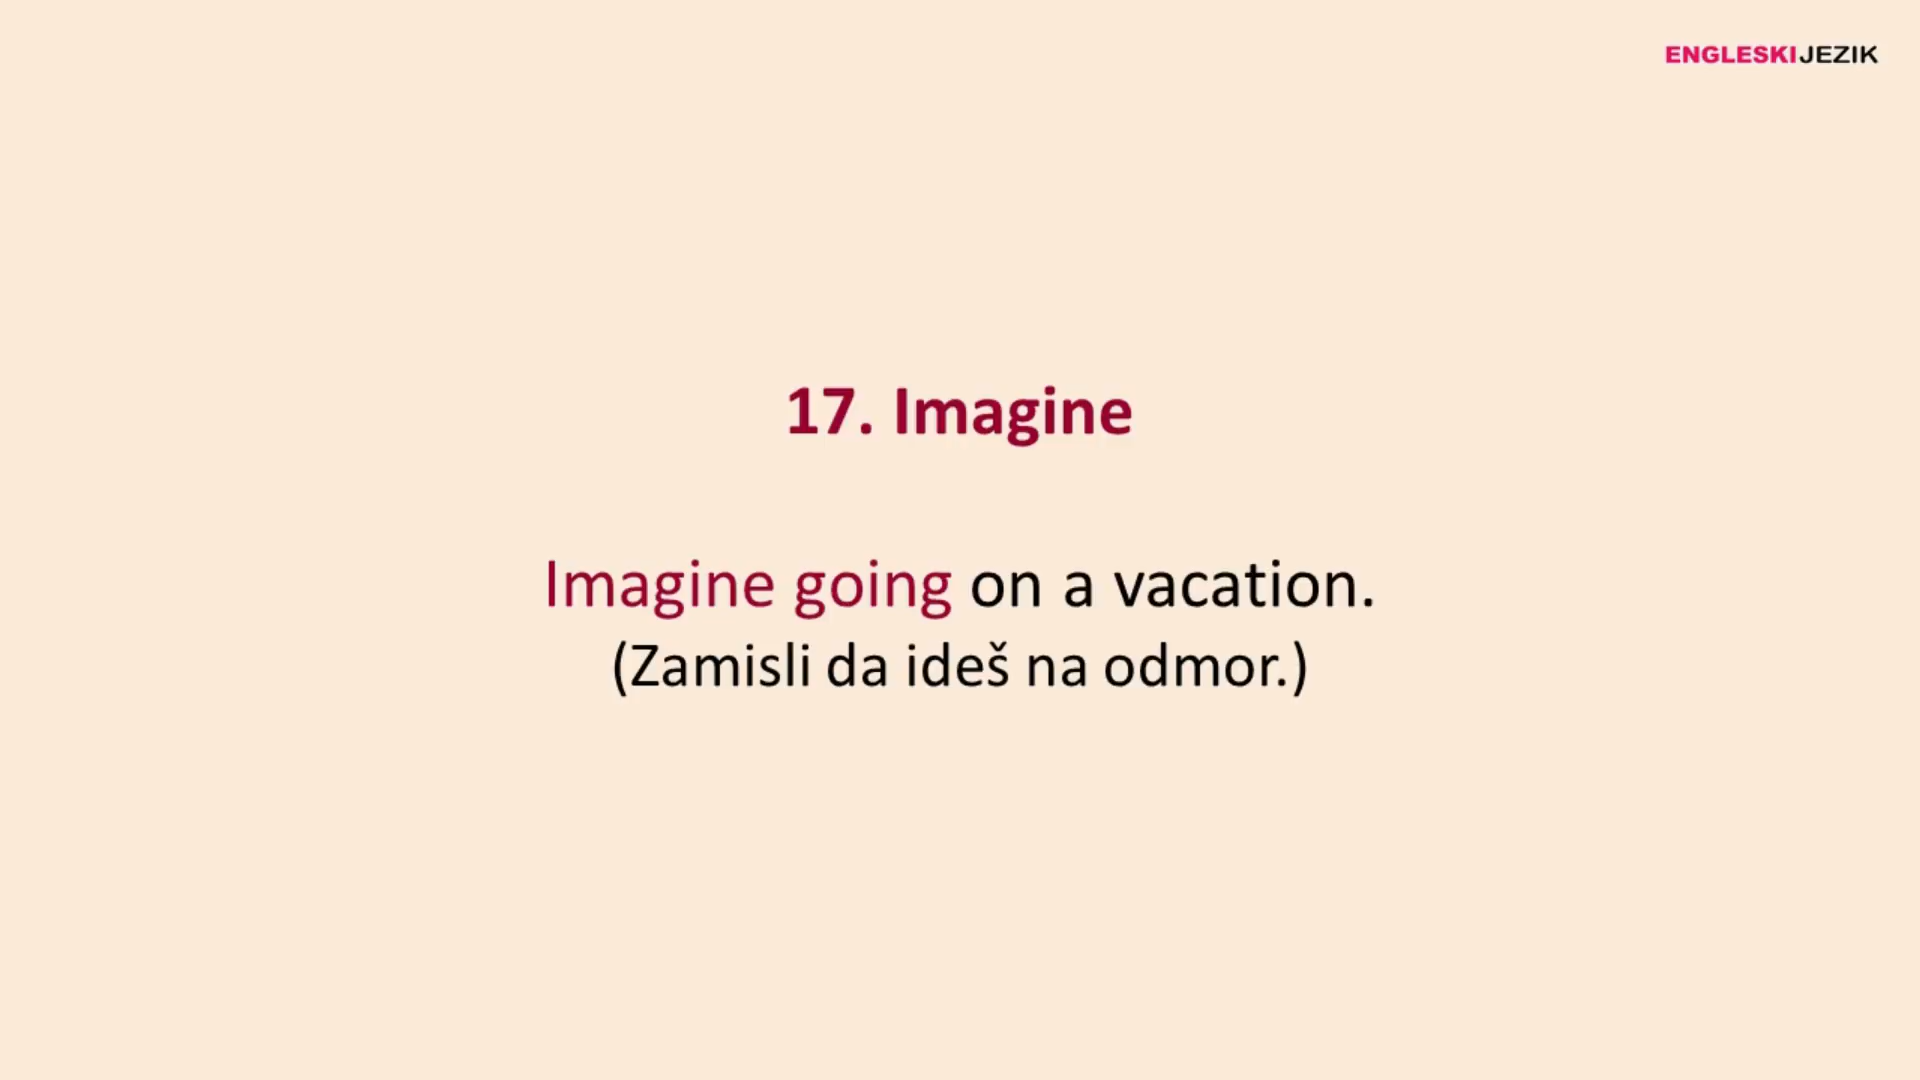 ENGLESKIJEZIK
17. Imagine
Imagine going on a vacation.
(Zamisli da ideš na odmor.)